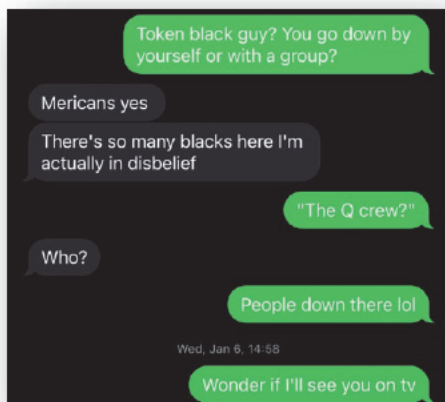 Token black guy? You go down by
yourself or with a group?
Mericans yes
There's so many blacks here I'm
actually in disbelief
"The Q crew?"
Who?
People down there lol
Wed, Jan 6, 14:58
Wonder if I'll see you on tv